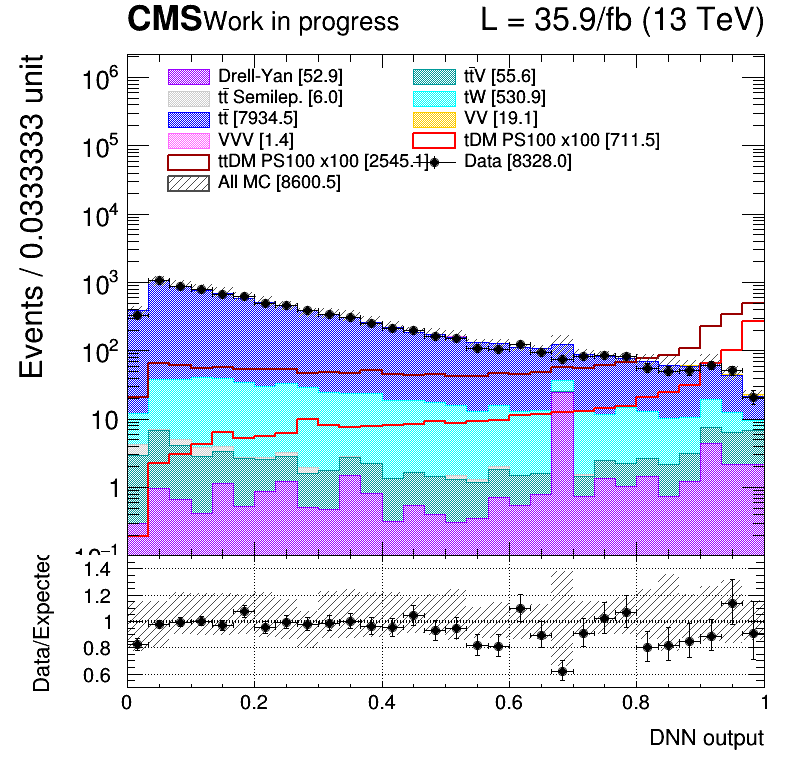 CMS Work in progress L = 35.9/fb (13 TeV)
Events / 0.0333333 unit
Drell-Yan [52.9]
tt̄V [55.6]
tt̄ Semilep. [6.0]
tW [530.9]
tt̄ [7934.5]
VV [19.1]
VVV [1.4]
tDM PS100 x100 [711.5]
ttDM PS100 x100 [2545.1]
Data [8328.0]
All MC [8600.5]
10⁶
10⁵
10⁴
10³
10²
10
1
10⁻¹
Data/Expected
1.4
1.2
1
0.8
0.6
0 0.2 0.4 0.6 0.8 1
DNN output